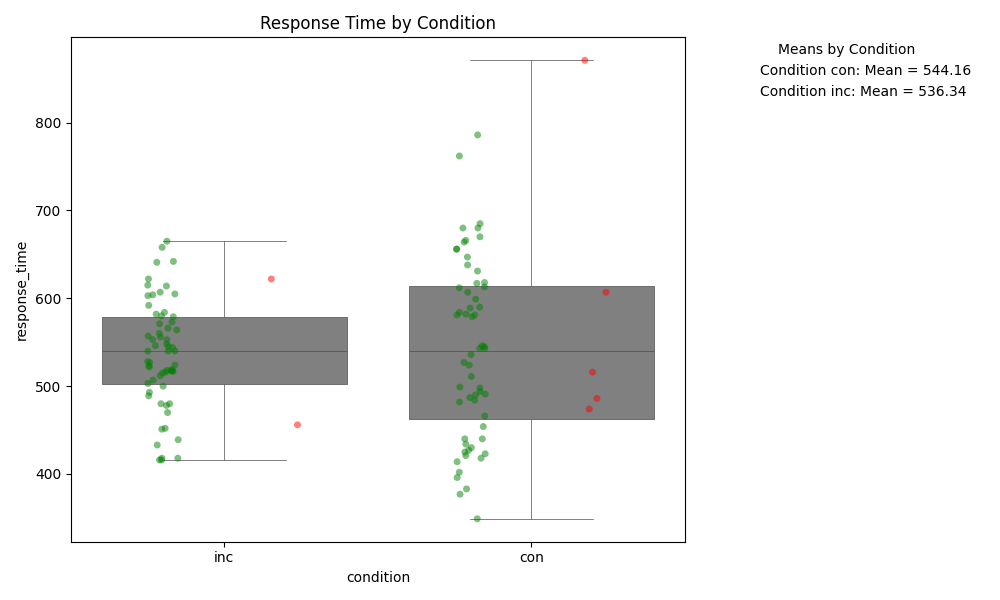 Response Time by Condition
Means by Condition
Condition con: Mean = 544.16
Condition inc: Mean = 536.34
response_time
800
700
600
500
400
inc con
condition